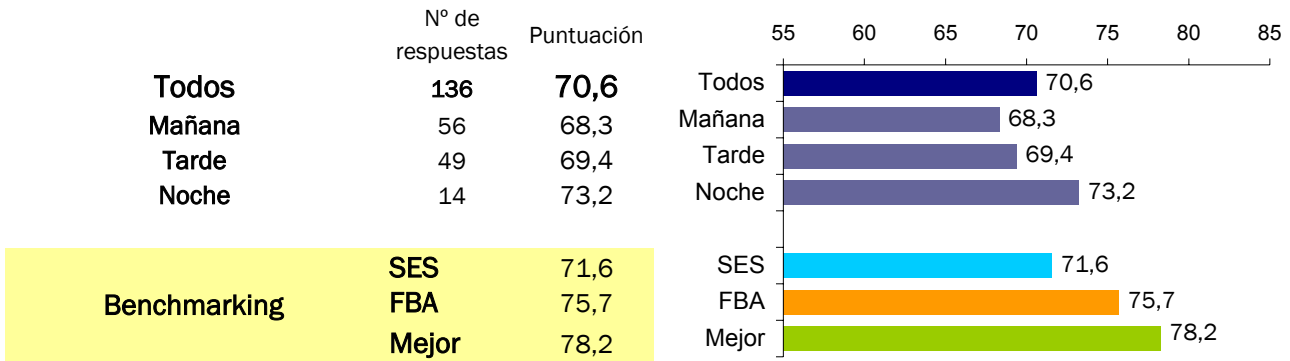 Nº de respuestas Puntuación
Todos 136 70,6
Mañana 56 68,3
Tarde 49 69,4
Noche 14 73,2
Benchmarking
SES 71,6
FBA 75,7
Mejor 78,2
55 60 65 70 75 80 85
Todos 70,6
Mañana 68,3
Tarde 69,4
Noche 73,2
SES 71,6
FBA 75,7
Mejor 78,2